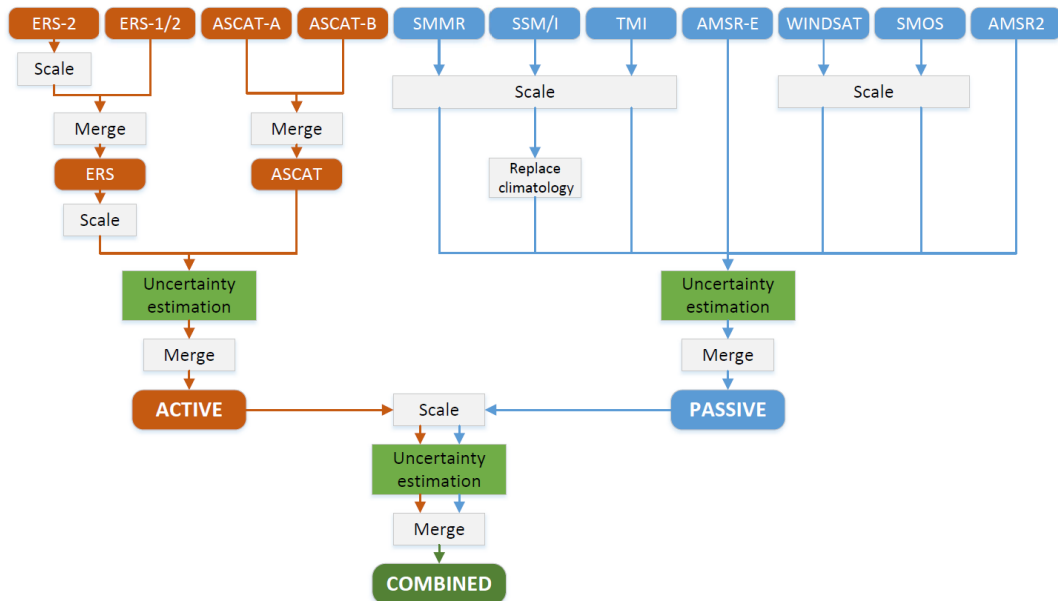 ERS-2
ERS-1/2
ASCAT-A
ASCAT-B
SMMR
SSM/I
TMI
AMSR-E
WINDSAT
SMOS
AMSR2
Scale
Scale
Scale
Merge
Merge
ERS
ASCAT
Replace
climatology
Scale
Uncertainty
estimation
Uncertainty
estimation
Merge
Merge
ACTIVE
Scale
PASSIVE
Uncertainty
estimation
Merge
COMBINED